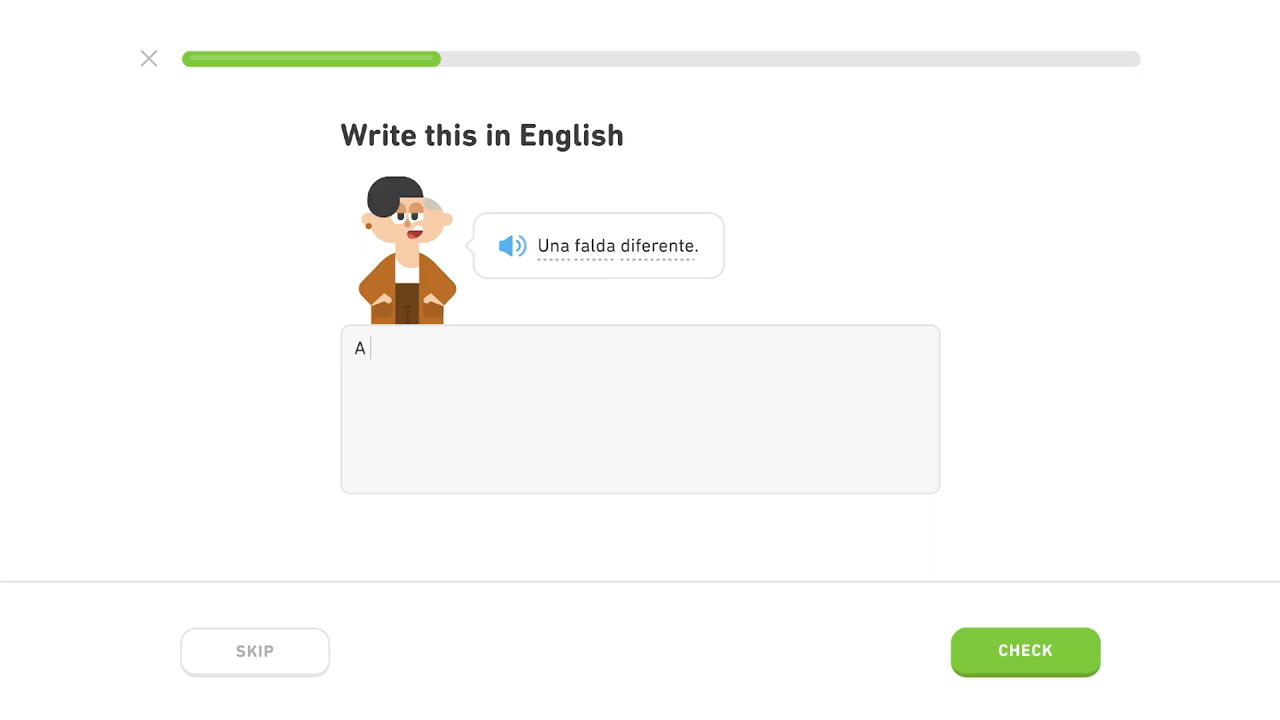 Write this in English
Una falda diferente.
A
SKIP
CHECK